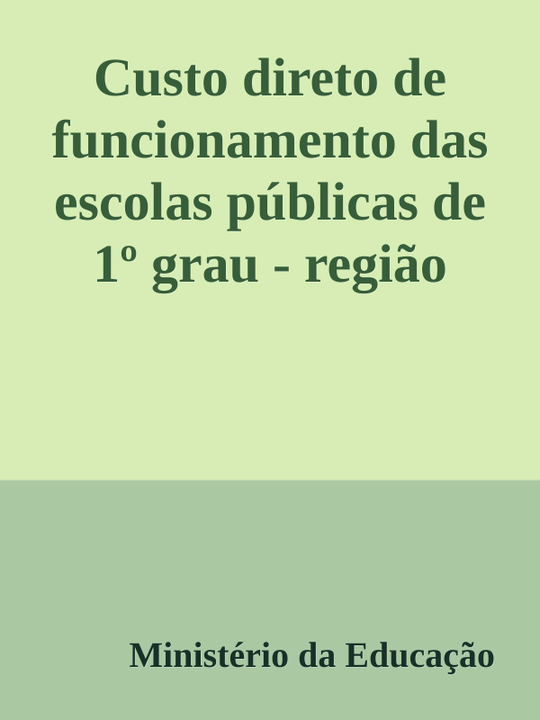 Custo direto de
funcionamento das
escolas públicas de
1º grau - região
Ministério da Educação